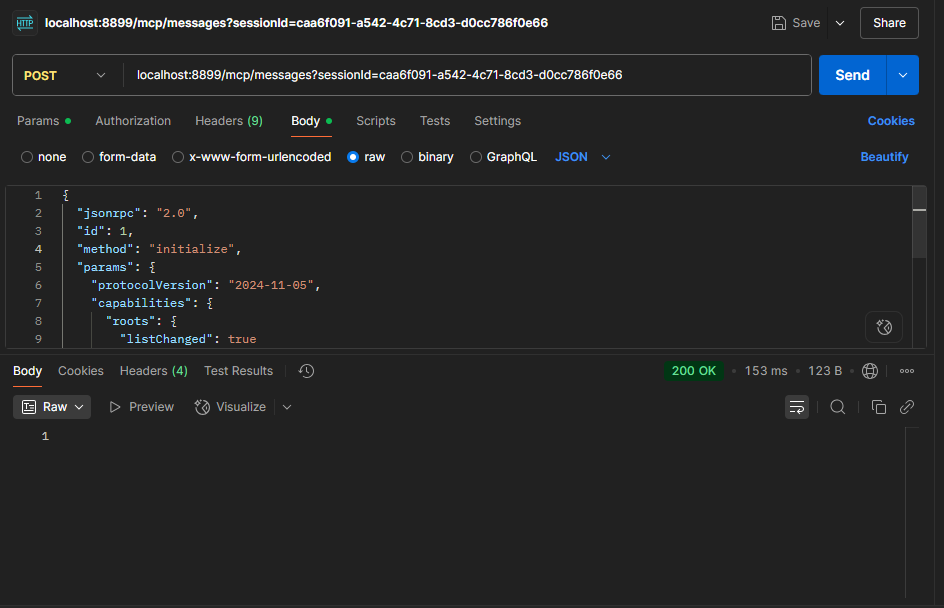 HTTP localhost:8899/mcp/messages?sessionId=caa6f091-a542-4c71-8cd3-d0cc786f0e66 Save Share
POST localhost:8899/mcp/messages?sessionId=caa6f091-a542-4c71-8cd3-d0cc786f0e66 Send
Params Authorization Headers (9) Body Scripts Tests Settings Cookies
none form-data x-www-form-urlencoded raw binary GraphQL JSON Beautify
1 {
2 "jsonrpc": "2.0",
3 "id": 1,
4 "method": "initialize",
5 "params": {
6 "protocolVersion": "2024-11-05",
7 "capabilities": {
8 "roots": {
9 "listChanged": true
Body Cookies Headers (4) Test Results 200 OK • 153 ms • 123 B •
Raw Preview Visualize
1